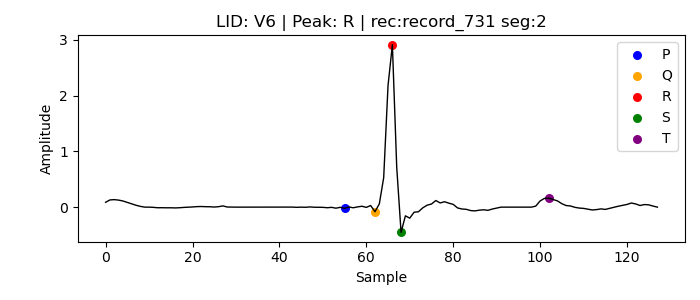 LID: V6 | Peak: R | rec:record_731 seg:2
3
2
1
0
Amplitude
P
Q
R
S
T
0 20 40 60 80 100 120
Sample